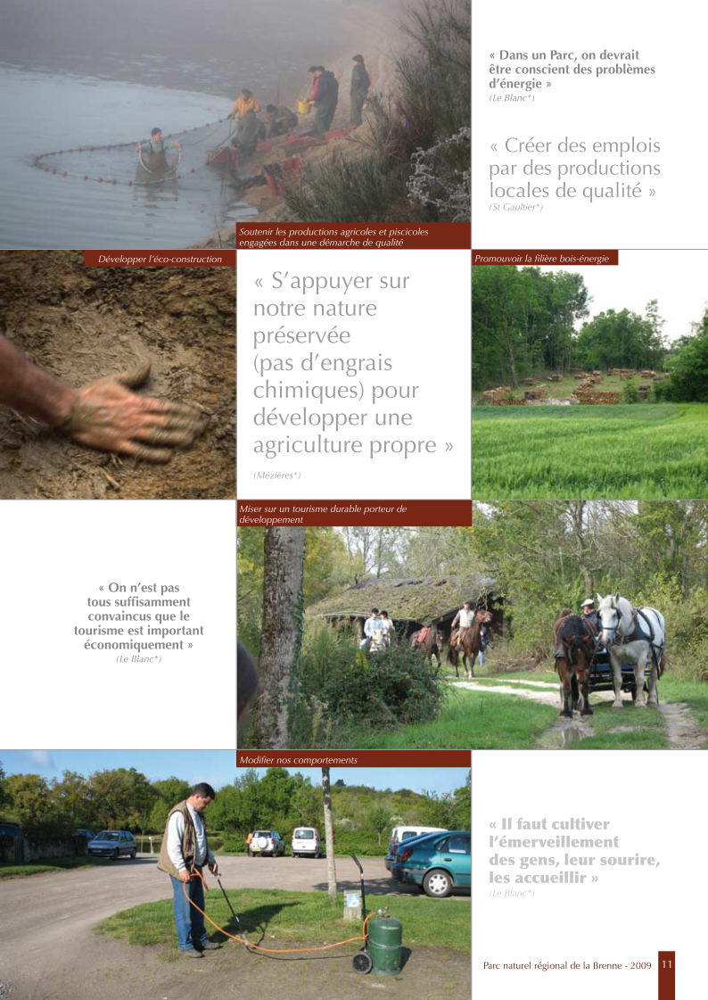 « Dans un Parc, on devrait
être conscient des problèmes
d’énergie »
(Le Blanc*)
« Créer des emplois
par des productions
locales de qualité »
(St Gaultier*)
Soutenir les productions agricoles et piscicoles
engagées dans une démarche de qualité
Développer l’éco-construction
« S’appuyer sur
notre nature
préservée
(pas d’engrais
chimiques) pour
développer une
agriculture propre »
(Mézières*)
Promouvoir la filière bois-énergie
Miser sur un tourisme durable porteur de
développement
« On n’est pas
tous suffisamment
convaincus que le
tourisme est important
économiquement »
(Le Blanc*)
Modifier nos comportements
« Il faut cultiver
l’émerveillement
des gens, leur sourire,
les accueillir »
(Le Blanc*)
Parc naturel régional de la Brenne - 2009
11